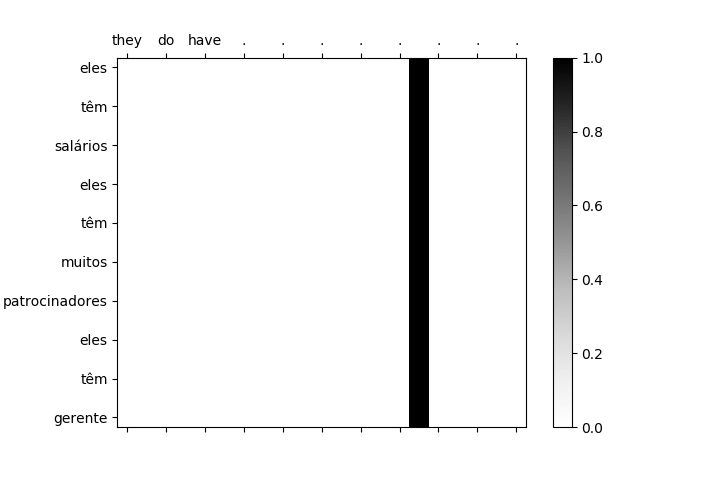 they do have . . . . . . . .
eles
têm
salários
eles
têm
muitos
patrocinadores
eles
têm
gerente
1.0
0.8
0.6
0.4
0.2
0.0